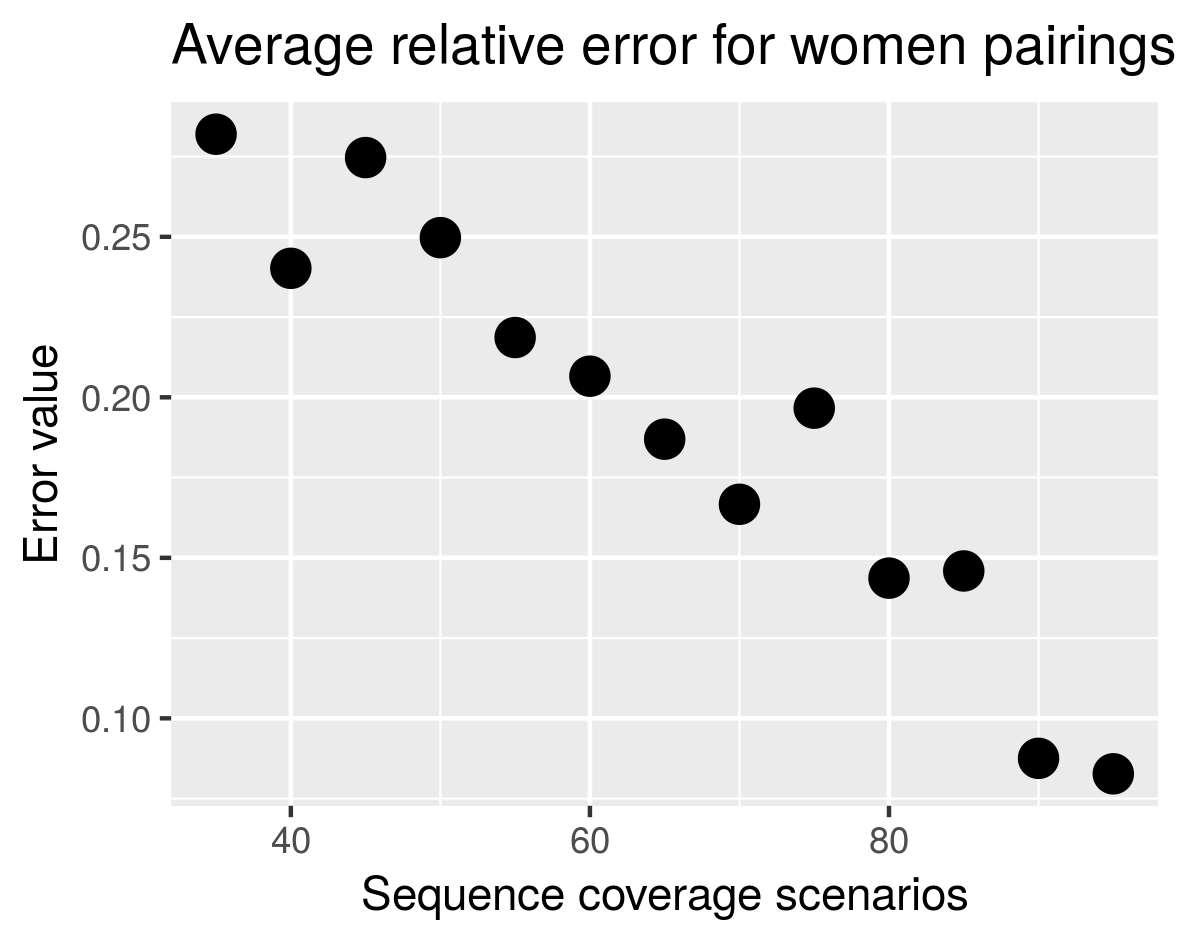 Average relative error for women pairings
Error value
0.25
0.20
0.15
0.10
40 60 80
Sequence coverage scenarios